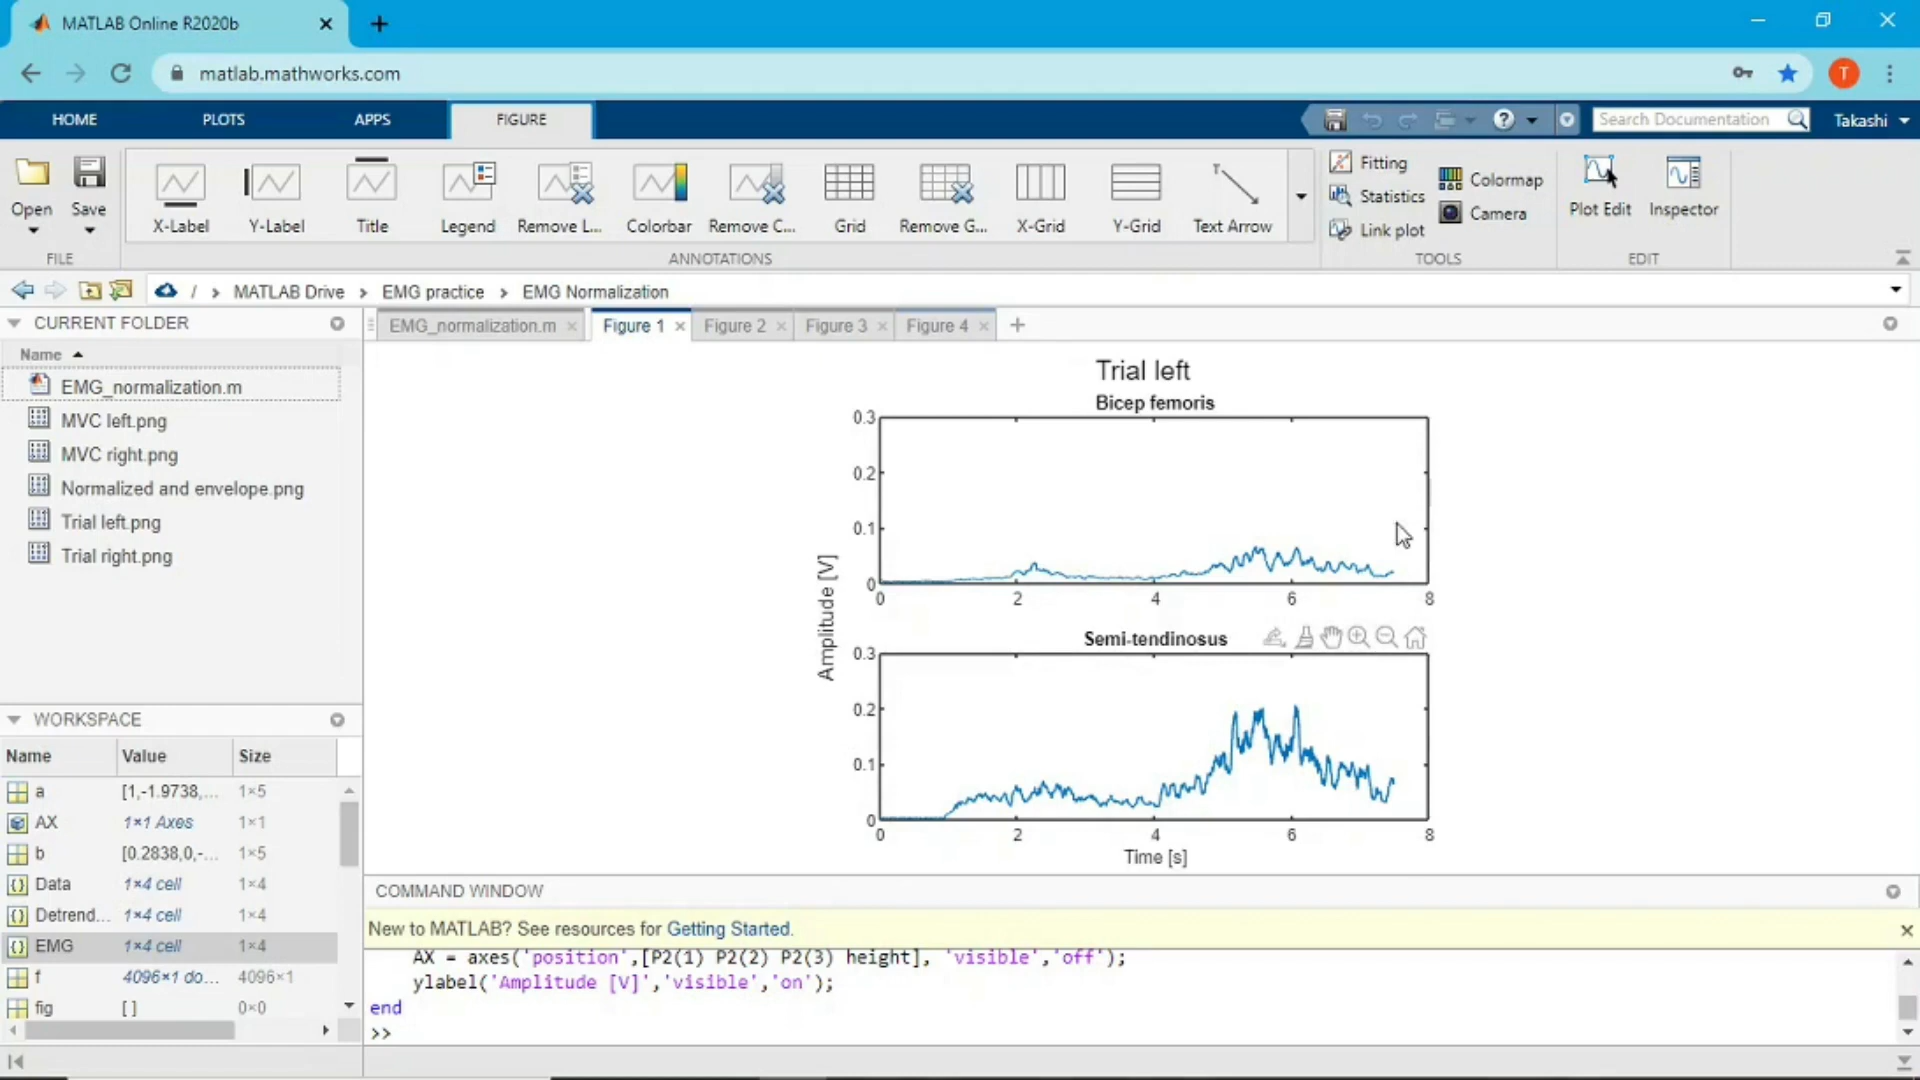 MATLAB Online R2020b
matlab.mathworks.com
T
HOME PLOTS APPS FIGURE
Search Documentation
Takashi
Open Save
X-Label Y-Label Title Legend Remove L... Colorbar Remove C... Grid Remove G... X-Grid Y-Grid Text Arrow
Fitting
Statistics
Link plot
Colormap
Camera
Plot Edit Inspector
FILE ANNOTATIONS TOOLS EDIT
/ › MATLAB Drive › EMG practice › EMG Normalization
CURRENT FOLDER
Name
EMG_normalization.m
MVC left.png
MVC right.png
Normalized and envelope.png
Trial left.png
Trial right.png
WORKSPACE
Name Value Size
a [1,-1.9738,... 1×5
AX 1×1 Axes 1×1
b [0.2838,0,-... 1×5
Data 1×4 cell 1×4
Detrend... 1×4 cell 1×4
EMG 1×4 cell 1×4
f 4096×1 do... 4096×1
fig [ ] 0×0
EMG_normalization.m Figure 1 Figure 2 Figure 3 Figure 4
Trial left
Bicep femoris
0.3
0.2
0.1
0
0 2 4 6 8
Amplitude [V]
Semi-tendinosus
0.3
0.2
0.1
0
0 2 4 6 8
Time [s]
COMMAND WINDOW
New to MATLAB? See resources for Getting Started.
AX = axes('position',[P2(1) P2(2) P2(3) height], 'visible','off');
ylabel('Amplitude [V]','visible','on');
end
>>